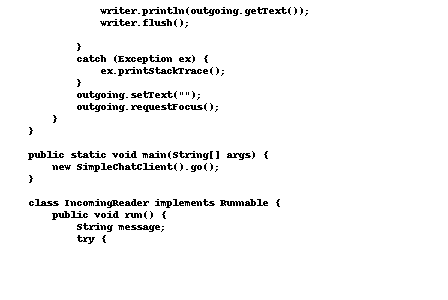 writer.println(outgoing.getText());
writer.flush();
}
catch (Exception ex) {
ex.printStackTrace();
}
outgoing.setText("");
outgoing.requestFocus();
}
}
public static void main(String[] args) {
new SimpleChatClient().go();
}
class IncomingReader implements Runnable {
public void run() {
String message;
try {